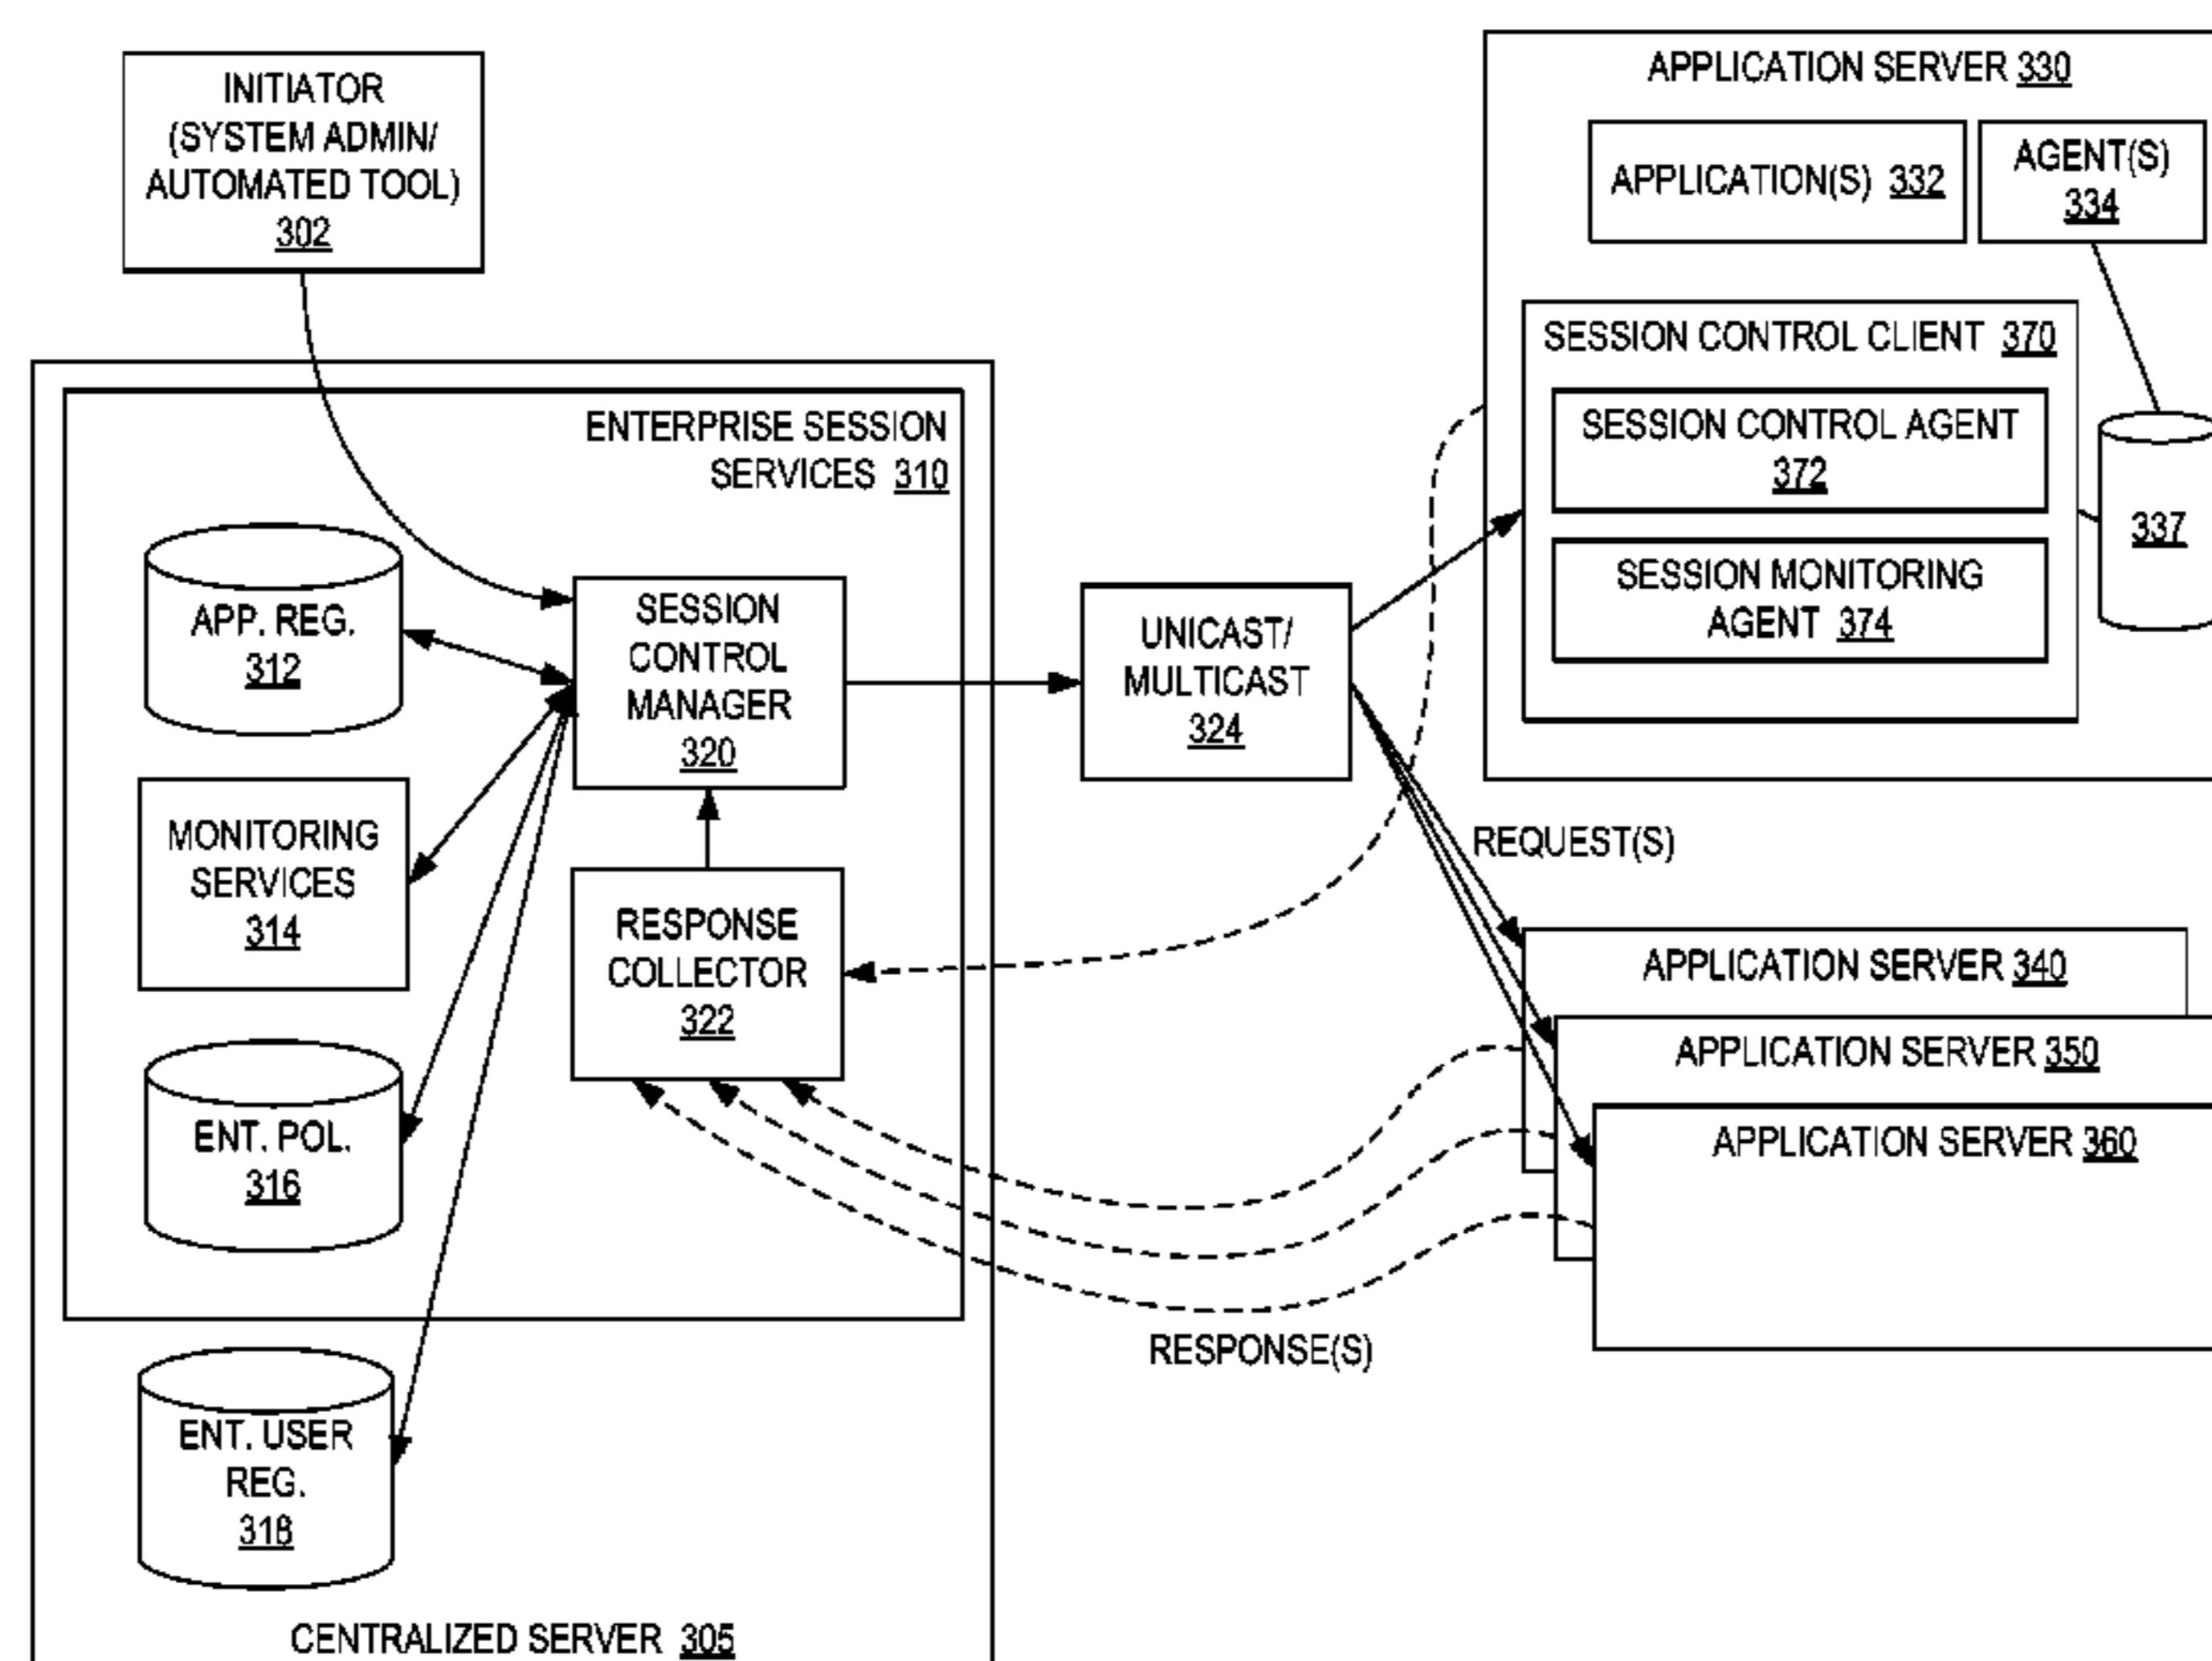 INITIATOR
(SYSTEM ADMIN/
AUTOMATED TOOL)
302
ENTERPRISE SESSION
SERVICES 310
APP. REG.
312
MONITORING
SERVICES
314
ENT. POL.
316
ENT. USER
REG.
318
SESSION
CONTROL
MANAGER
320
RESPONSE
COLLECTOR
322
CENTRALIZED SERVER 305
UNICAST/
MULTICAST
324
REQUEST(S)
RESPONSE(S)
APPLICATION SERVER 330
APPLICATION(S) 332
AGENT(S)
334
SESSION CONTROL CLIENT 370
SESSION CONTROL AGENT
372
SESSION MONITORING
AGENT 374
337
APPLICATION SERVER 340
APPLICATION SERVER 350
APPLICATION SERVER 360